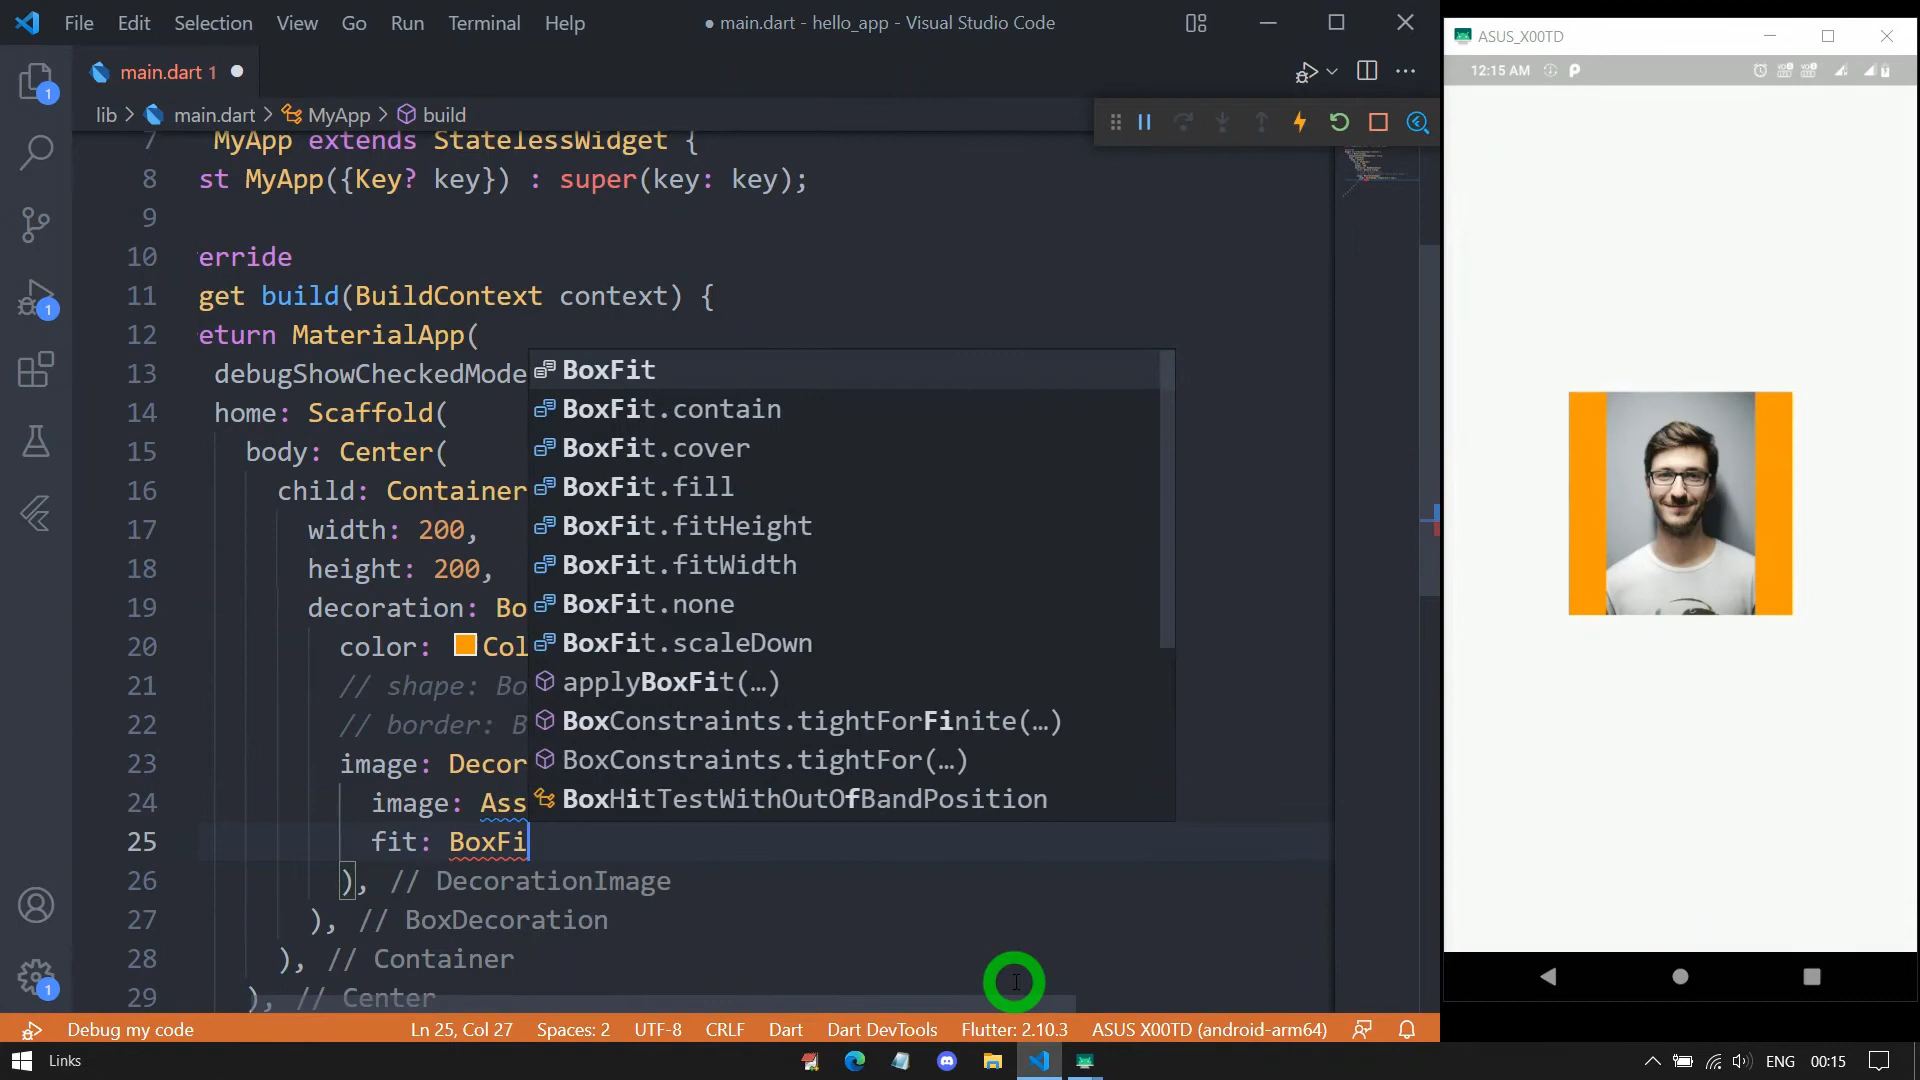 File Edit Selection View Go Run Terminal Help ● main.dart - hello_app - Visual Studio Code
main.dart 1 ●
lib > main.dart > MyApp > build
7 MyApp extends StatelessWidget {
8 st MyApp({Key? key}) : super(key: key);
9
10 erride
11 get build(BuildContext context) {
12 eturn MaterialApp(
13 debugShowCheckedMode
14 home: Scaffold(
15 body: Center(
16 child: Container
17 width: 200,
18 height: 200,
19 decoration: Bo
20 color: Col
21 // shape: Bo
22 // border: B
23 image: Decor
24 image: Ass
25 fit: BoxFi
26 ), // DecorationImage
27 ), // BoxDecoration
28 ), // Container
29 ), // Center
BoxFit
BoxFit.contain
BoxFit.cover
BoxFit.fill
BoxFit.fitHeight
BoxFit.fitWidth
BoxFit.none
BoxFit.scaleDown
applyBoxFit(…)
BoxConstraints.tightForFinite(…)
BoxConstraints.tightFor(…)
BoxHitTestWithOutOfBandPosition
1
1
1
Debug my code Ln 25, Col 27 Spaces: 2 UTF-8 CRLF Dart Dart DevTools Flutter: 2.10.3 ASUS X00TD (android-arm64)
ASUS_X00TD
12:15 AM
Links ENG 00:15